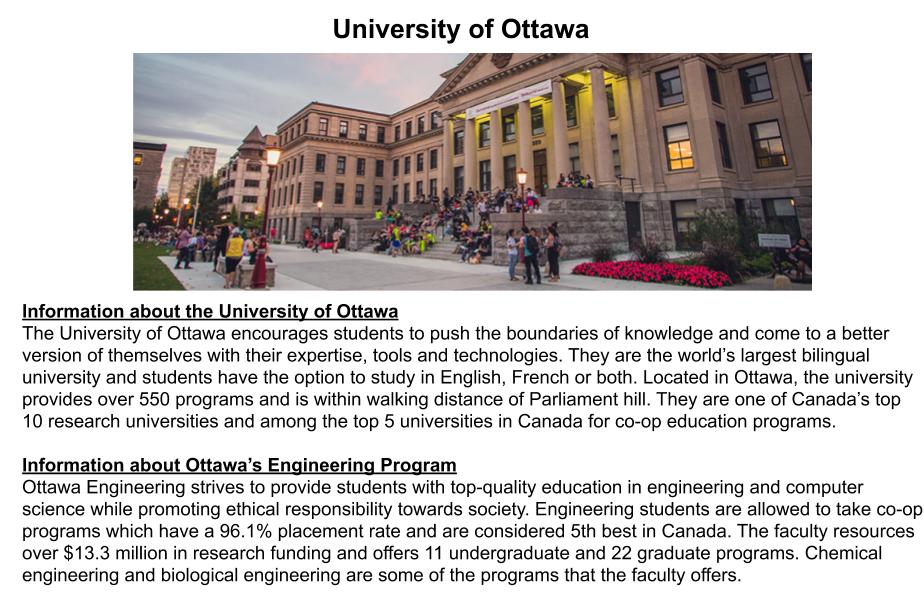 University of Ottawa
Information about the University of Ottawa
The University of Ottawa encourages students to push the boundaries of knowledge and come to a better
version of themselves with their expertise, tools and technologies. They are the world's largest bilingual
university and students have the option to study in English, French or both. Located in Ottawa, the university
provides over 550 programs and is within walking distance of Parliament hill. They are one of Canada's top
10 research universities and among the top 5 universities in Canada for co-op education programs.
Information about Ottawa's Engineering Program
Ottawa Engineering strives to provide students with top-quality education in engineering and computer
science while promoting ethical responsibility towards society. Engineering students are allowed to take co-op
programs which have a 96.1% placement rate and are considered 5th best in Canada. The faculty resources
over $13.3 million in research funding and offers 11 undergraduate and 22 graduate programs. Chemical
engineering and biological engineering are some of the programs that the faculty offers.